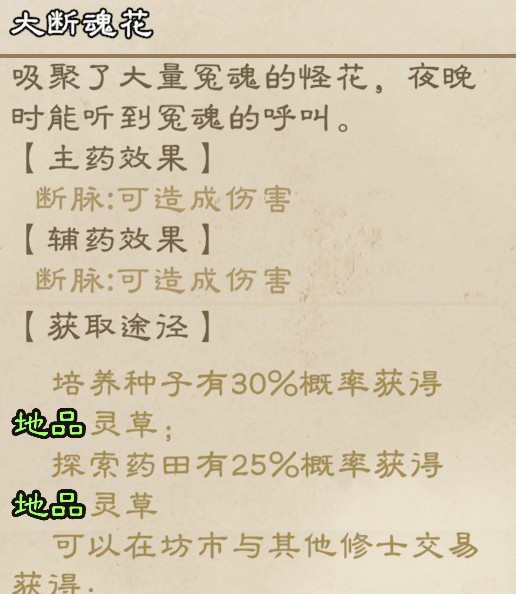 大断魂花
吸聚了大量冤魂的怪花，夜晚
时能听到冤魂的呼叫。
【主药效果】
断脉:可造成伤害
【辅药效果】
断脉:可造成伤害
【获取途径】
培养种子有30%概率获得
地品灵草;
探索药田有25%概率获得
地品灵草
可以在坊市与其他修士交易
获得;